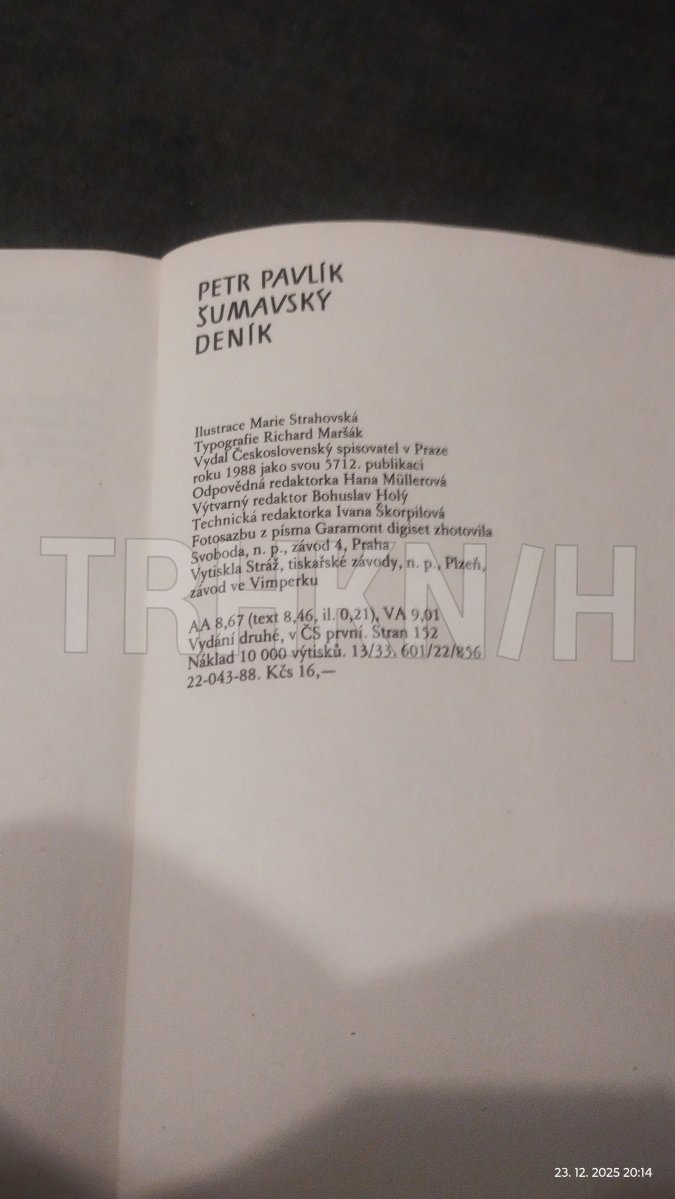 PETR PAVLÍK
ŠUMAVSKÝ
DENÍK
Ilustrace Marie Strahovská
Typografie Richard Maršák
Vydal Československý spisovatel v Praze
roku 1988 jako svou 5712. publikaci
Odpovědná redaktorka Hana Müllerová
Výtvarný redaktor Bohuslav Holý
Technická redaktorka Ivana Škorpilová
Fotosazbu z písma Garamont digiset zhotovila
Svoboda, n. p., závod 4, Praha
Vytiskla Stráž, tiskařské závody, n. p., Plzeň,
závod ve Vimperku
AA 8,67 (text 8,46, il. 0,21), VA 9,01
Vydání druhé, v ČS první. Stran 152
Náklad 10 000 výtisků. 13/33. 601/22/856
22-043-88. Kčs 16,—
23. 12. 2025 20:14